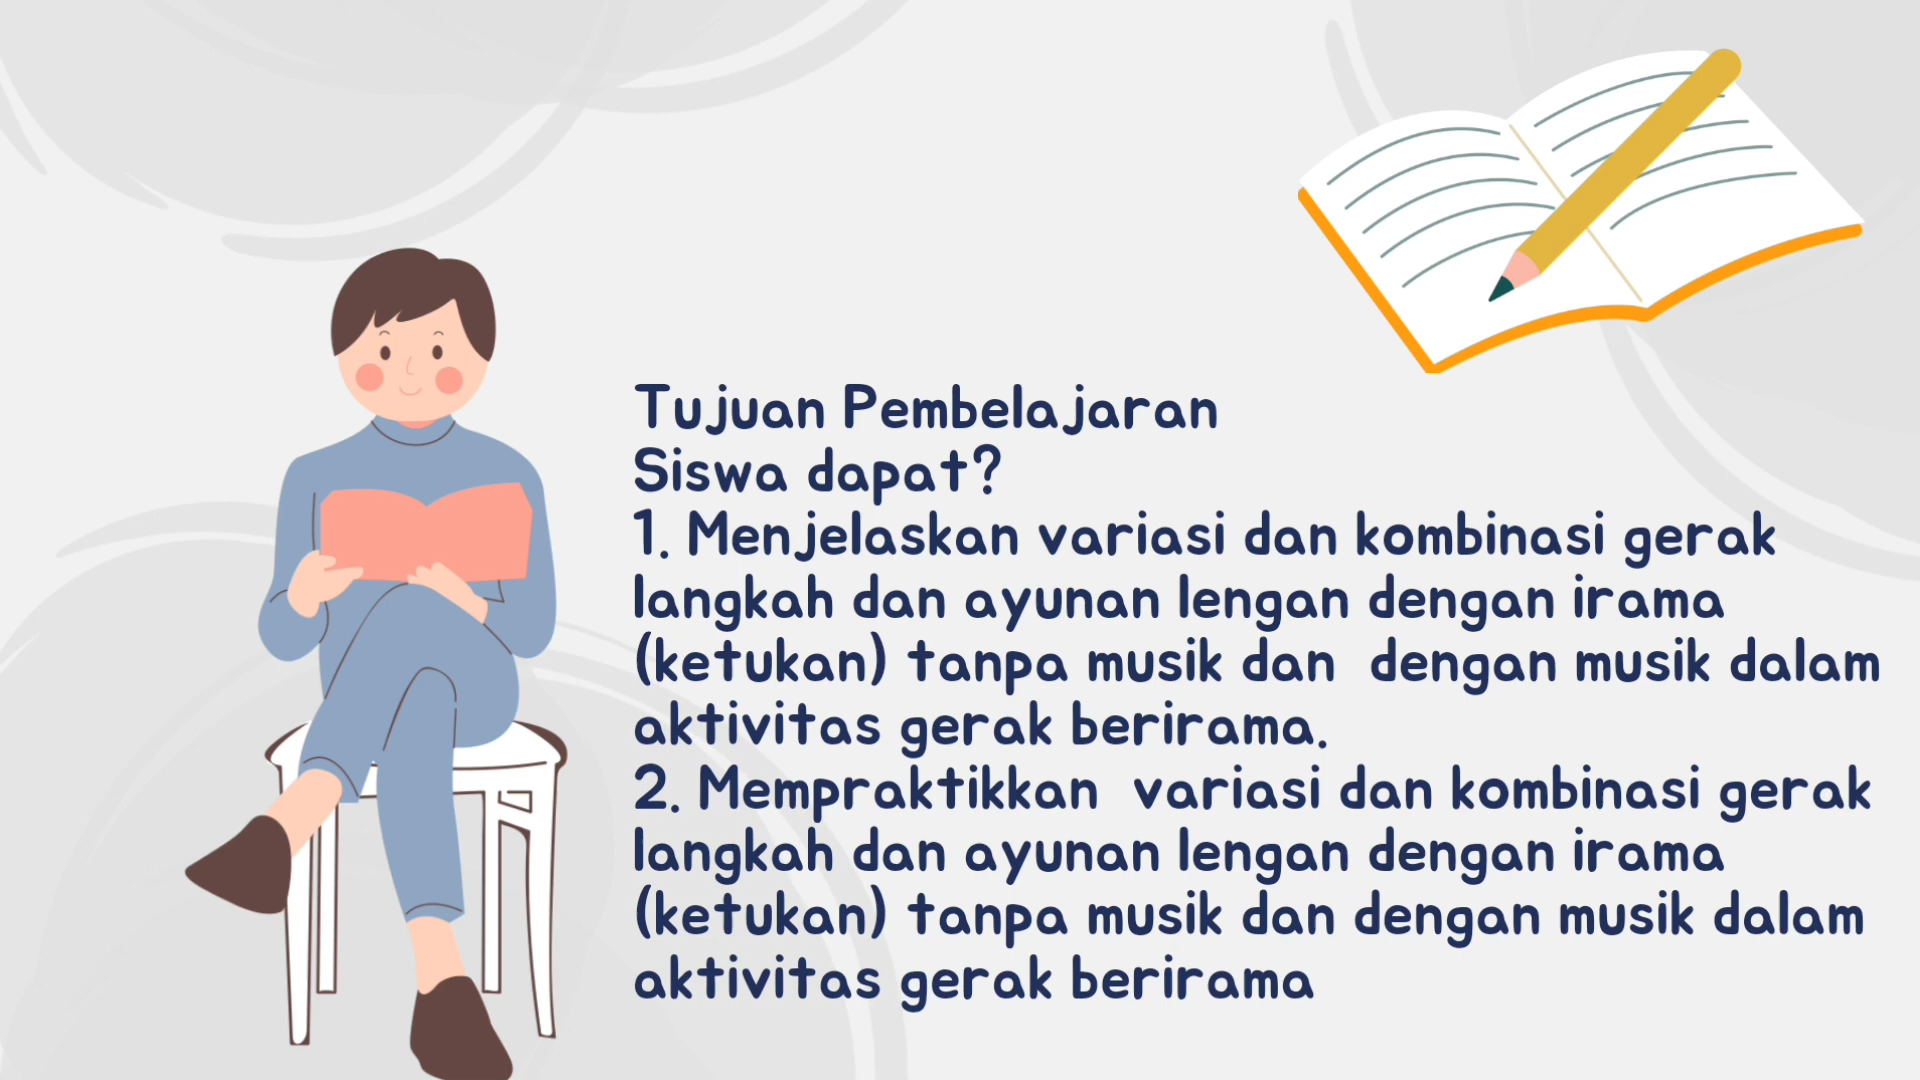 Tujuan Pembelajaran
Siswa dapat?
1. Menjelaskan variasi dan kombinasi gerak
langkah dan ayunan lengan dengan irama
(ketukan) tanpa musik dan  dengan musik dalam
aktivitas gerak berirama.
2. Mempraktikkan  variasi dan kombinasi gerak
langkah dan ayunan lengan dengan irama
(ketukan) tanpa musik dan dengan musik dalam
aktivitas gerak berirama